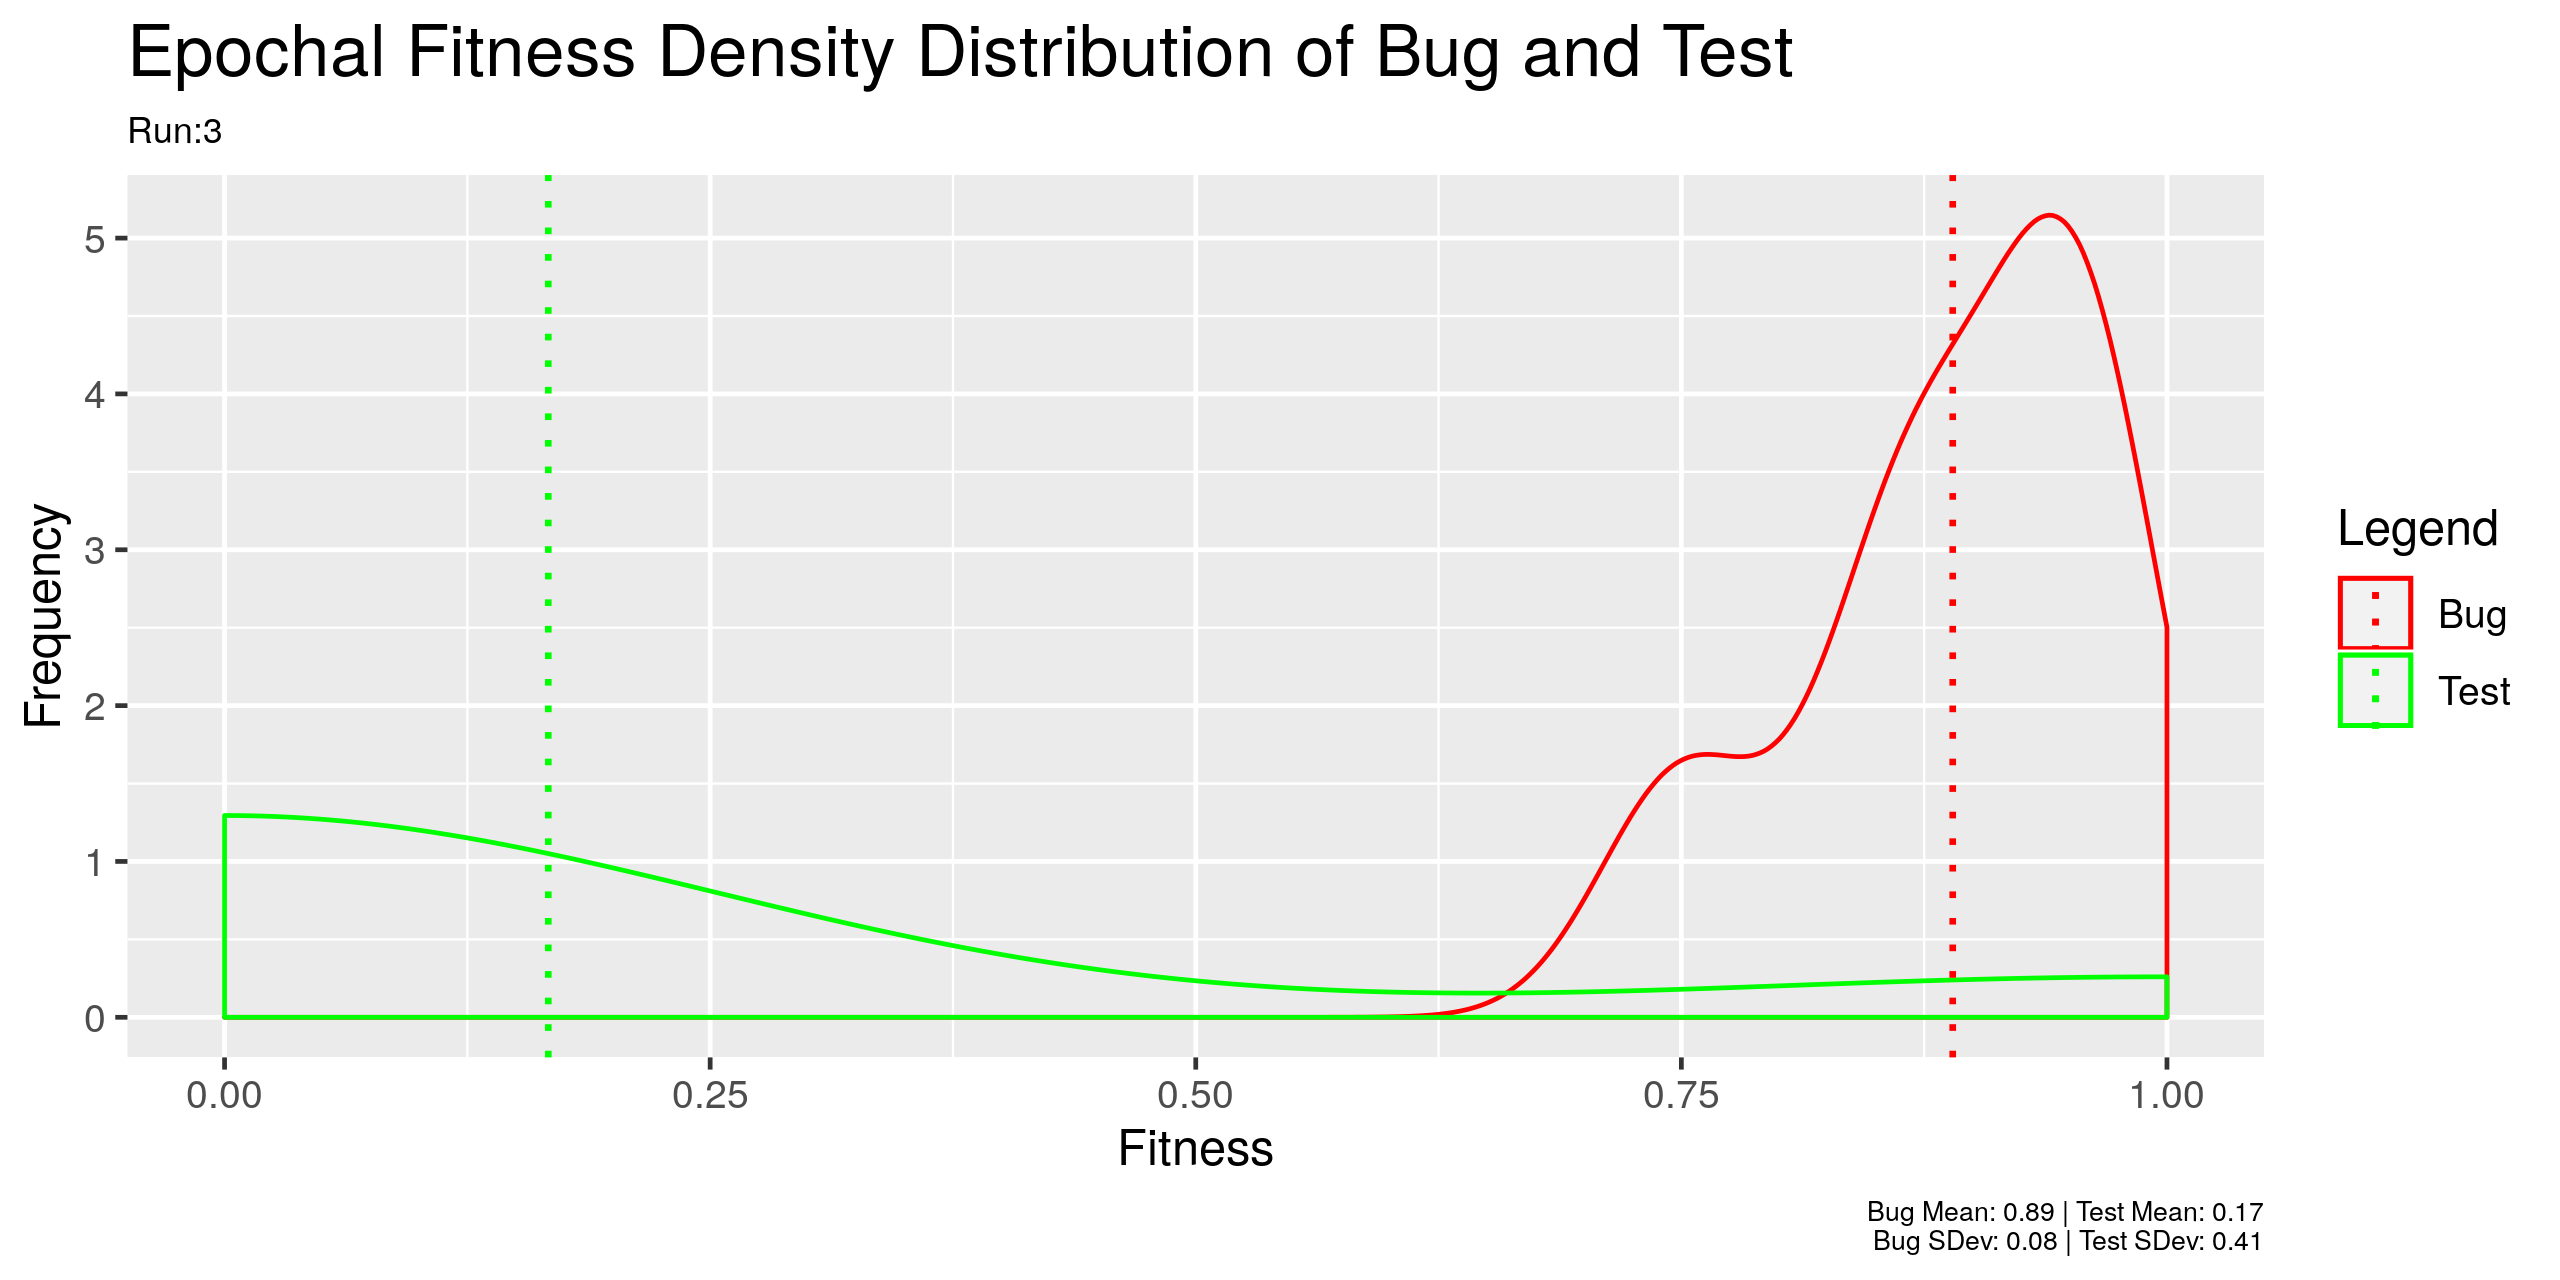 Epochal Fitness Density Distribution of Bug and Test
Run:3
Frequency
5
4
3
2
1
0
0.00 0.25 0.50 0.75 1.00
Fitness
Legend
Bug
Test
Bug Mean: 0.89 | Test Mean: 0.17
Bug SDev: 0.08 | Test SDev: 0.41